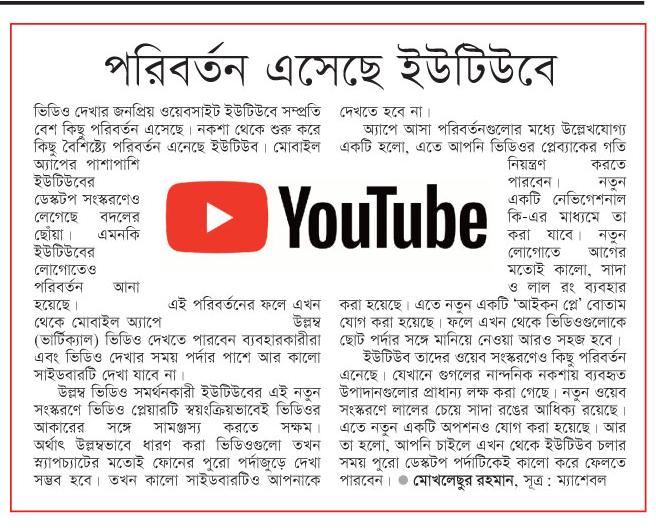 পরিবর্তন এসেছে ইউটিউবে
ভিডিও দেখার জনপ্রিয় ওয়েবসাইট ইউটিউবে সম্প্রতি
বেশ কিছু পরিবর্তন এসেছে। নকশা থেকে শুরু করে
কিছু বৈশিষ্ট্যে পরিবর্তন এনেছে ইউটিউব। মোবাইল
অ্যাপের পাশাপাশি
ইউটিউবের
ডেস্কটপ সংস্করণেও
লেগেছে বদলের
ছোঁয়া। এমনকি
ইউটিউবের
লোগোতেও
পরিবর্তন আনা
হয়েছে। এই পরিবর্তনের ফলে এখন
থেকে মোবাইল অ্যাপে উল্লম্ব
(ভার্টিক্যাল) ভিডিও দেখতে পারবেন ব্যবহারকারীরা
এবং ভিডিও দেখার সময় পর্দার পাশে আর কালো
সাইডবারটি দেখা যাবে না।
উল্লম্ব ভিডিও সমর্থনকারী ইউটিউবের এই নতুন
সংস্করণে ভিডিও প্লেয়ারটি স্বয়ংক্রিয়ভাবেই ভিডিওর
আকারের সঙ্গে সামঞ্জস্য করতে সক্ষম।
অর্থাৎ উল্লম্বভাবে ধারণ করা ভিডিওগুলো তখন
স্ন্যাপচ্যাটের মতোই ফোনের পুরো পর্দাজুড়ে দেখা
সম্ভব হবে। তখন কালো সাইডবারটিও আপনাকে
YouTube
দেখতে হবে না।
অ্যাপে আসা পরিবর্তনগুলোর মধ্যে উল্লেখযোগ্য
একটি হলো, এতে আপনি ভিডিওর প্লেব্যাকের গতি
নিয়ন্ত্রণ করতে
পারবেন। নতুন
একটি নেভিগেশনাল
কি-এর মাধ্যমে তা
করা যাবে। নতুন
লোগোতে আগের
মতোই কালো, সাদা
ও লাল রং ব্যবহার
করা হয়েছে। এতে নতুন একটি ‘আইকন প্লে’ বোতাম
যোগ করা হয়েছে। ফলে এখন থেকে ভিডিওগুলোকে
ছোট পর্দার সঙ্গে মানিয়ে নেওয়া আরও সহজ হবে।
ইউটিউব তাদের ওয়েব সংস্করণেও কিছু পরিবর্তন
এনেছে। যেখানে গুগলের নান্দনিক নকশায় ব্যবহৃত
উপাদানগুলোর প্রাধান্য লক্ষ করা গেছে। নতুন ওয়েব
সংস্করণে লালের চেয়ে সাদা রঙের আধিক্য রয়েছে।
এতে নতুন একটি অপশনও যোগ করা হয়েছে। আর
তা হলো, আপনি চাইলে এখন থেকে ইউটিউব চলার
সময় পুরো ডেস্কটপ পর্দাটিকেই কালো করে ফেলতে
পারবেন। ● মোখলেছুর রহমান, সূত্র : ম্যাশেবল